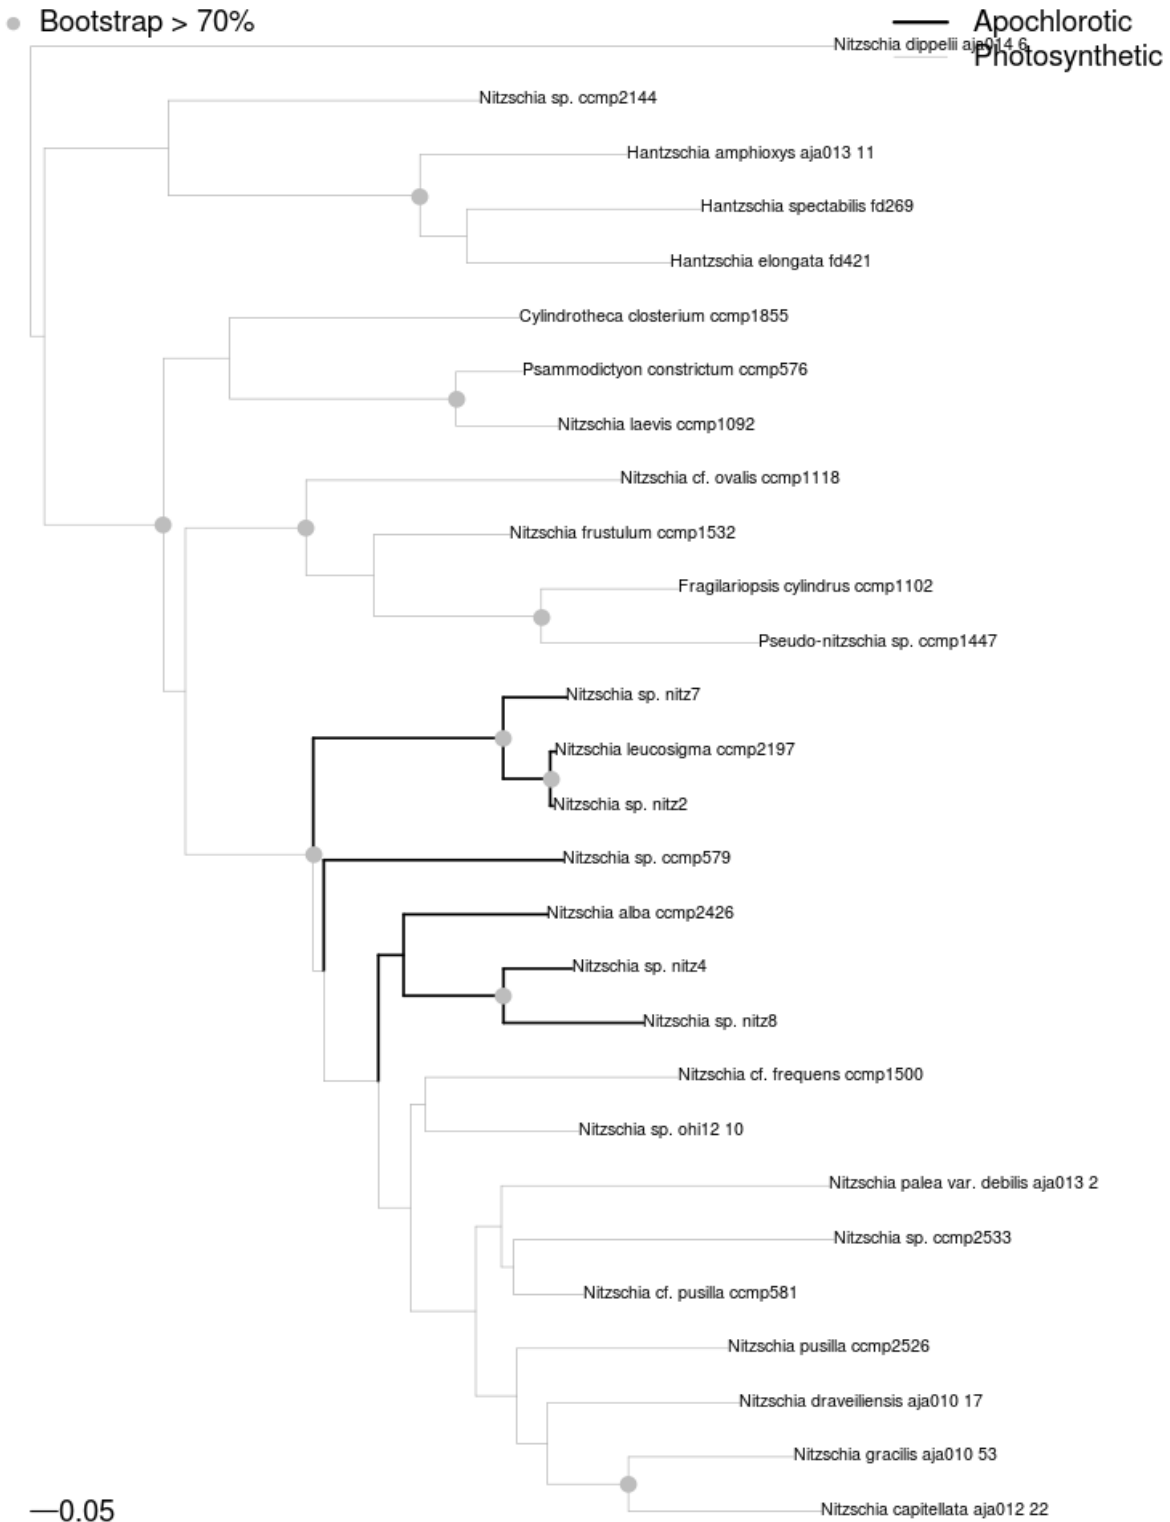 Bootstrap > 70%
Apochlorotic
Nitzschia dippelii aja014 6
Photosynthetic
Nitzschia sp. ccmp2144
Hantzschia amphioxys aja013 11
Hantzschia spectabilis fd269
Hantzschia elongata fd421
Cylindrotheca closterium ccmp1855
Psammodictyon constrictum ccmp576
Nitzschia laevis ccmp1092
Nitzschia cf. ovalis ccmp1118
Nitzschia frustulum ccmp1532
Fragilariopsis cylindrus ccmp1102
Pseudo-nitzschia sp. ccmp1447
Nitzschia sp. nitz7
Nitzschia leucosigma ccmp2197
Nitzschia sp. nitz2
Nitzschia sp. ccmp579
Nitzschia alba ccmp2426
Nitzschia sp. nitz4
Nitzschia sp. nitz8
Nitzschia cf. frequens ccmp1500
Nitzschia sp. ohi12 10
Nitzschia palea var. debilis aja013 2
Nitzschia sp. ccmp2533
Nitzschia cf. pusilla ccmp581
Nitzschia pusilla ccmp2526
Nitzschia draveiliensis aja010 17
Nitzschia gracilis aja010 53
Nitzschia capitellata aja012 22
0.05